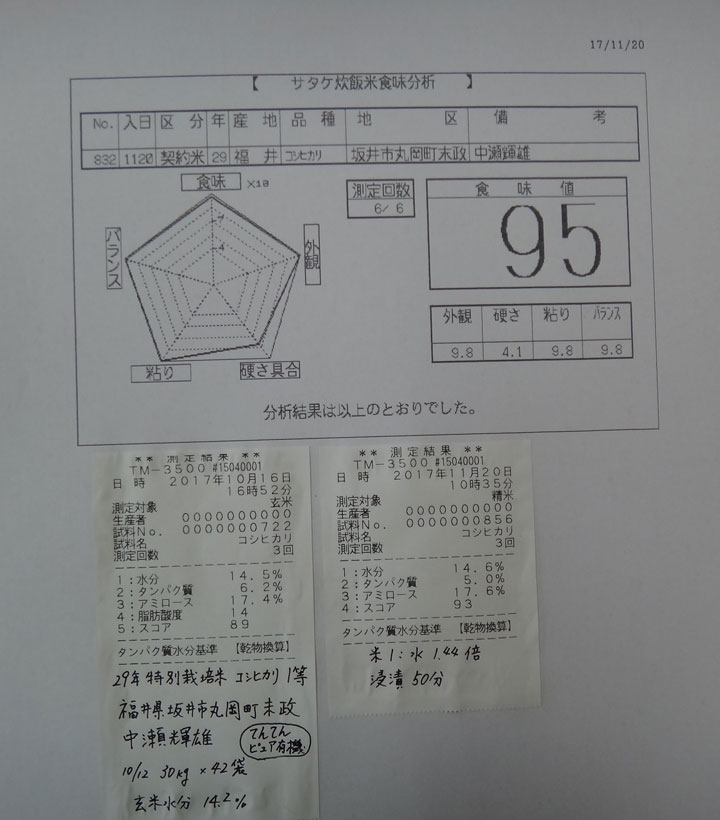 17/11/20
【 サタケ炊飯米食味分析 】
No. 入日 区分 年 産地 品種 地区 備考
832 1120 契約米 29 福井 コシヒカリ 坂井市丸岡町末政 中瀬輝雄
食味 ×10
7
4
外観
硬さ具合
粘り
バランス
測定回数
6/ 6
食味値
95
外観 硬さ 粘り バランス
9.8 4.1 9.8 9.8
分析結果は以上のとおりでした。
** 測定結果 **
TM-3500 #15040001
日 時 2017年10月16日
16時52分
測定対象 玄米
生産者 0000000000
試料No. 0000000722
試料名 コシヒカリ
測定回数 3回
1:水分 14.5%
2:タンパク質 6.2%
3:アミロース 17.4%
4:脂肪酸度 14
5:スコア 89
タンパク質水分基準 【乾物換算】
29年特別栽培米 コシヒカリ 1等
福井県坂井市丸岡町末政
中瀬輝雄
てんてん
ピュア有機
10/12 30kg×42袋
玄米水分 14.2%
** 測定結果 **
TM-3500 #15040001
日 時 2017年11月20日
10時35分
測定対象 精米
生産者 0000000000
試料No. 0000000856
試料名 コシヒカリ
測定回数 3回
1:水分 14.6%
2:タンパク質 5.0%
3:アミロース 17.6%
4:スコア 93
タンパク質水分基準 【乾物換算】
米1:水1.44倍
浸漬50分